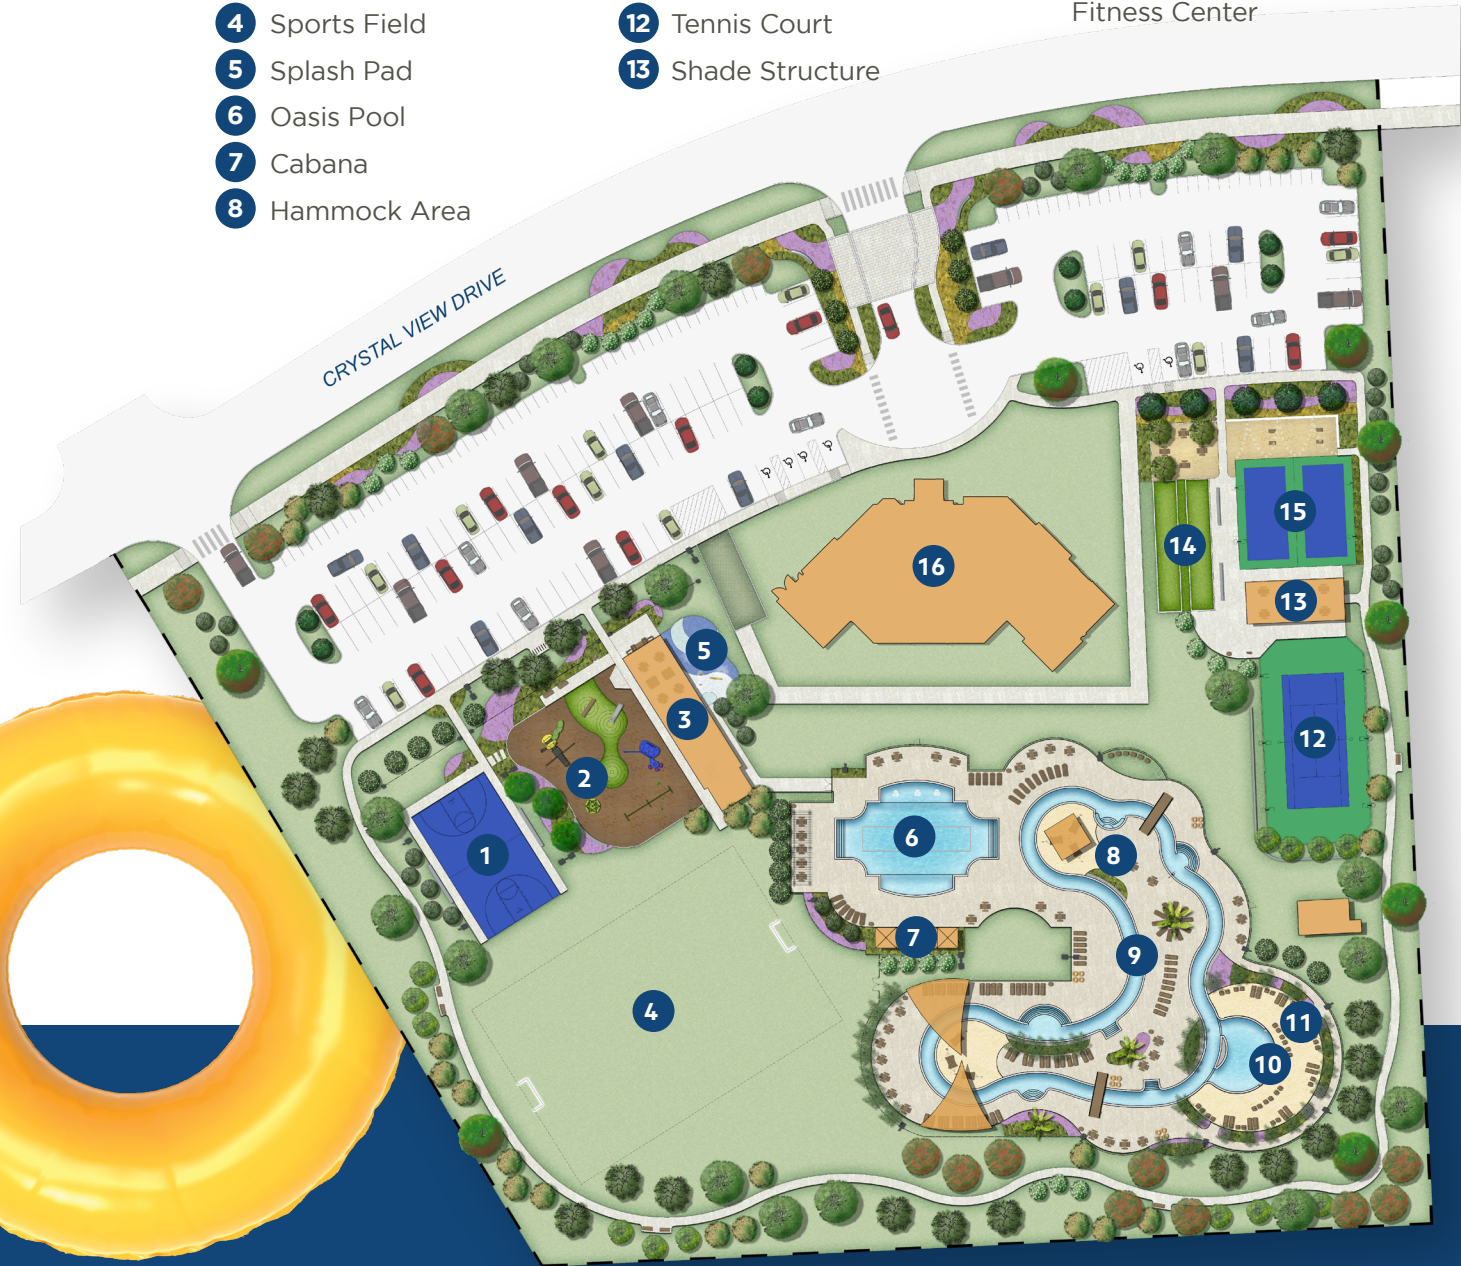 4 Sports Field
5 Splash Pad
6 Oasis Pool
7 Cabana
8 Hammock Area
12 Tennis Court
13 Shade Structure
Fitness Center
CRYSTAL VIEW DRIVE
16
15
14
13
5
3
2
12
1
6
8
7
9
4
11
10